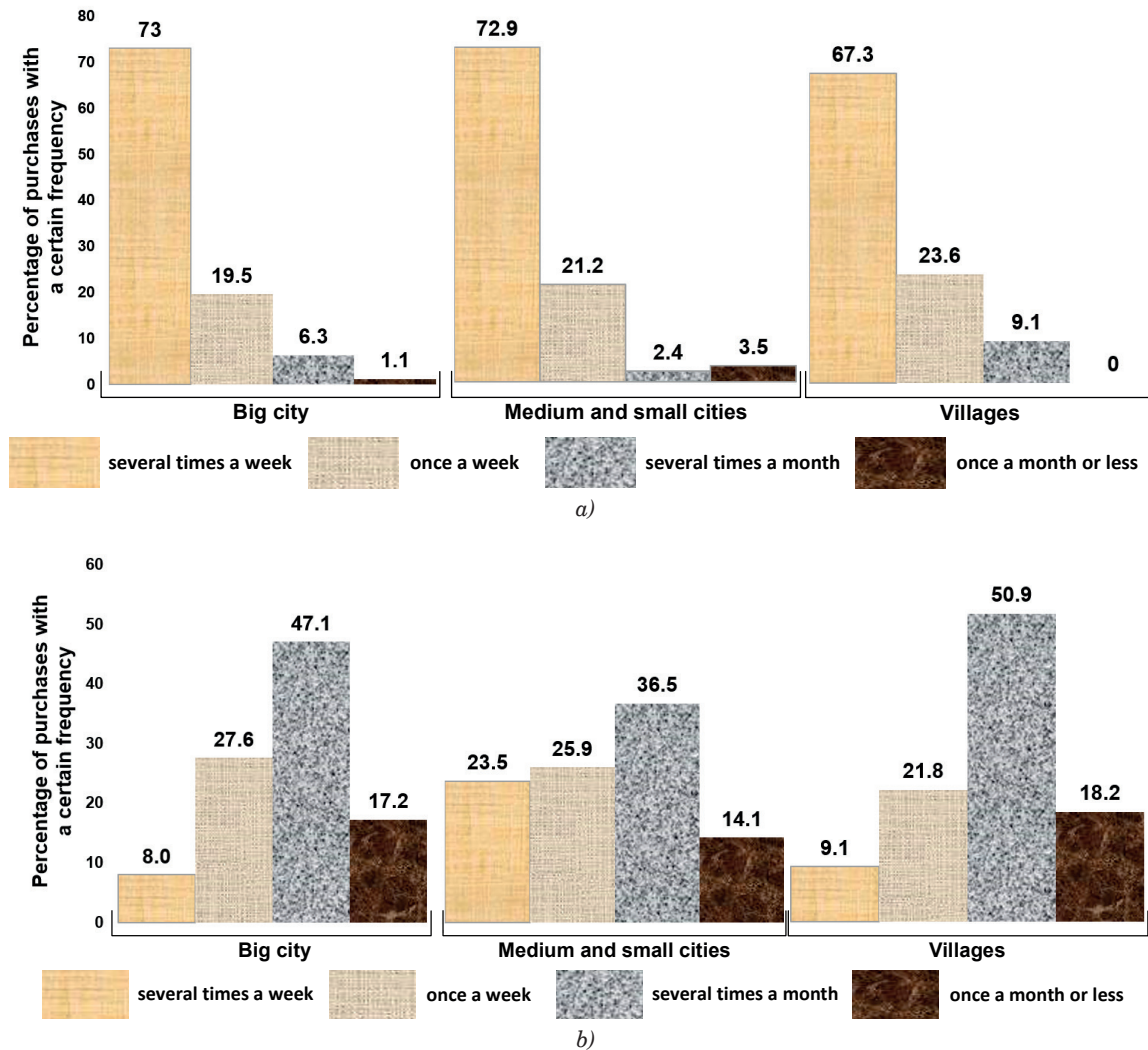 Percentage of purchases with
a certain frequency
80
70
60
50
40
30
20
10
0
73
19.5
6.3
1.1
72.9
21.2
2.4
3.5
67.3
23.6
9.1
0
Big city
Medium and small cities
Villages
several times a week
once a week
several times a month
once a month or less
a)
Percentage of purchases with
a certain frequency
60
50
40
30
20
10
0
8.0
27.6
47.1
17.2
23.5
25.9
36.5
14.1
9.1
21.8
50.9
18.2
Big city
Medium and small cities
Villages
several times a week
once a week
several times a month
once a month or less
b)